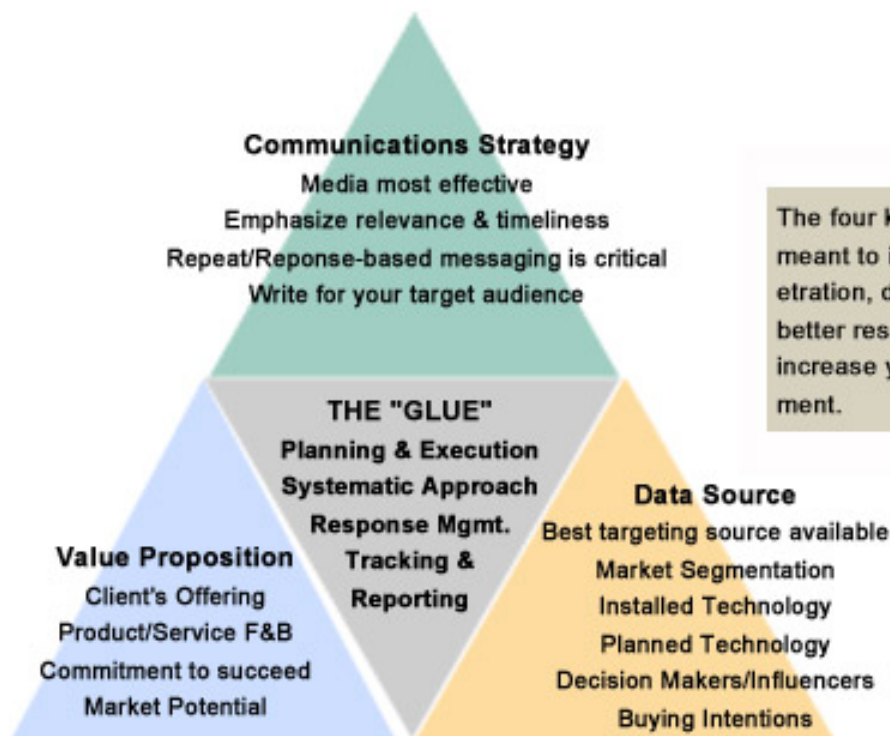 Communications Strategy
Media most effective
Emphasize relevance & timeliness
Repeat/Reponse-based messaging is critical
Write for your target audience
THE "GLUE"
Planning & Execution
Systematic Approach
Response Mgmt.
Tracking &
Reporting
Value Proposition
Client's Offering
Product/Service F&B
Commitment to succeed
Market Potential
Data Source
Best targeting source available
Market Segmentation
Installed Technology
Planned Technology
Decision Makers/Influencers
Buying Intentions
The four
meant to
etration,
better
increase
ment.